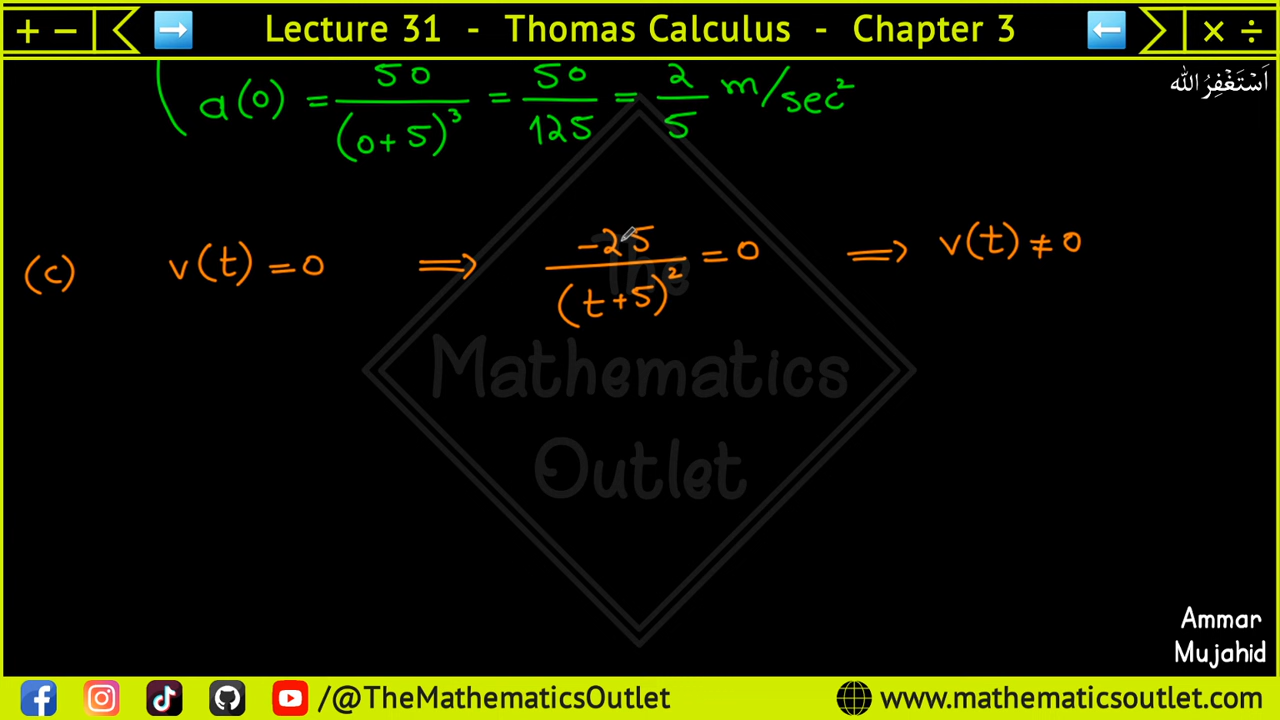 + − Lecture 31 - Thomas Calculus - Chapter 3 × ÷
اَسْتَغْفِرُ اللّٰه
a(0) = 50/(0+5)³ = 50/125 = 2/5 m/sec²
(c) v(t) = 0 ⟹ -25/(t+5)² = 0 ⟹ v(t) ≠ 0
The
Mathematics
Outlet
Ammar
Mujahid
/@TheMathematicsOutlet www.mathematicsoutlet.com